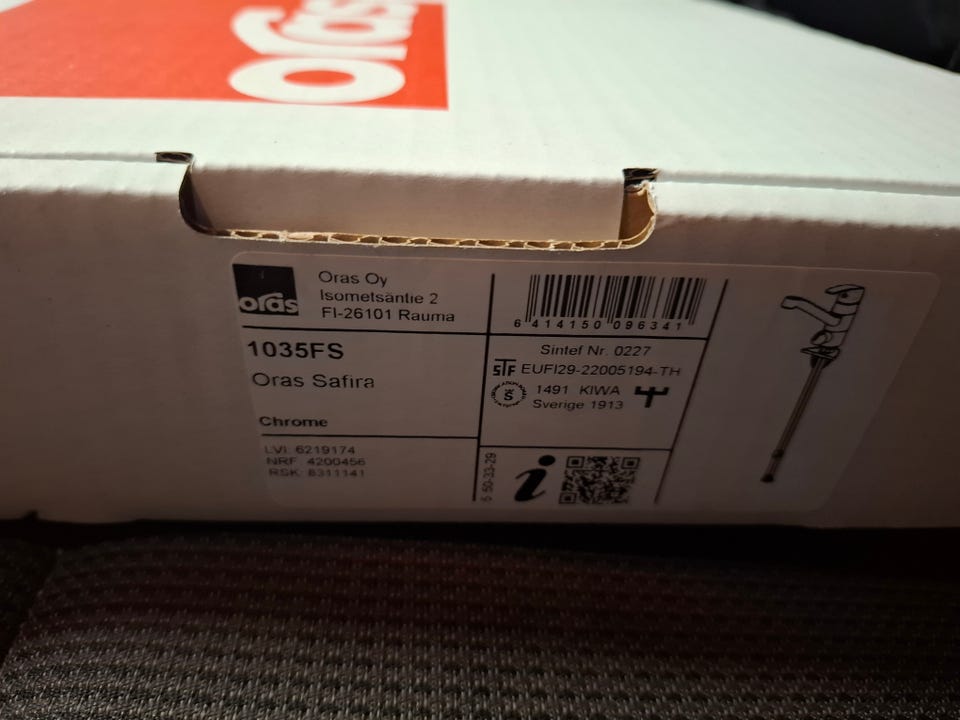 oras
oras
Oras Oy
Isometsäntie 2
FI-26101 Rauma
6 414150 096341
1035FS
Oras Safira
Chrome
Sintef Nr. 0227
STF EUFI29-22005194-TH
1491 KIWA
Sverige 1913
LVI: 6219174
NRF: 4200456
RSK: 8311141
50-33-29
i